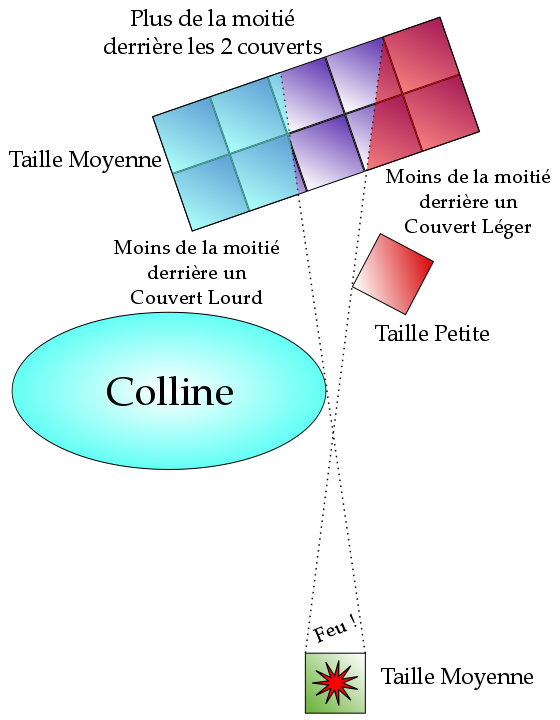 Plus de la moitié
derrière les 2 couverts
Taille Moyenne
Moins de la moitié
derrière un
Couvert Léger
Moins de la moitié
derrière un
Couvert Lourd
Taille Petite
Colline
Feu !
Taille Moyenne